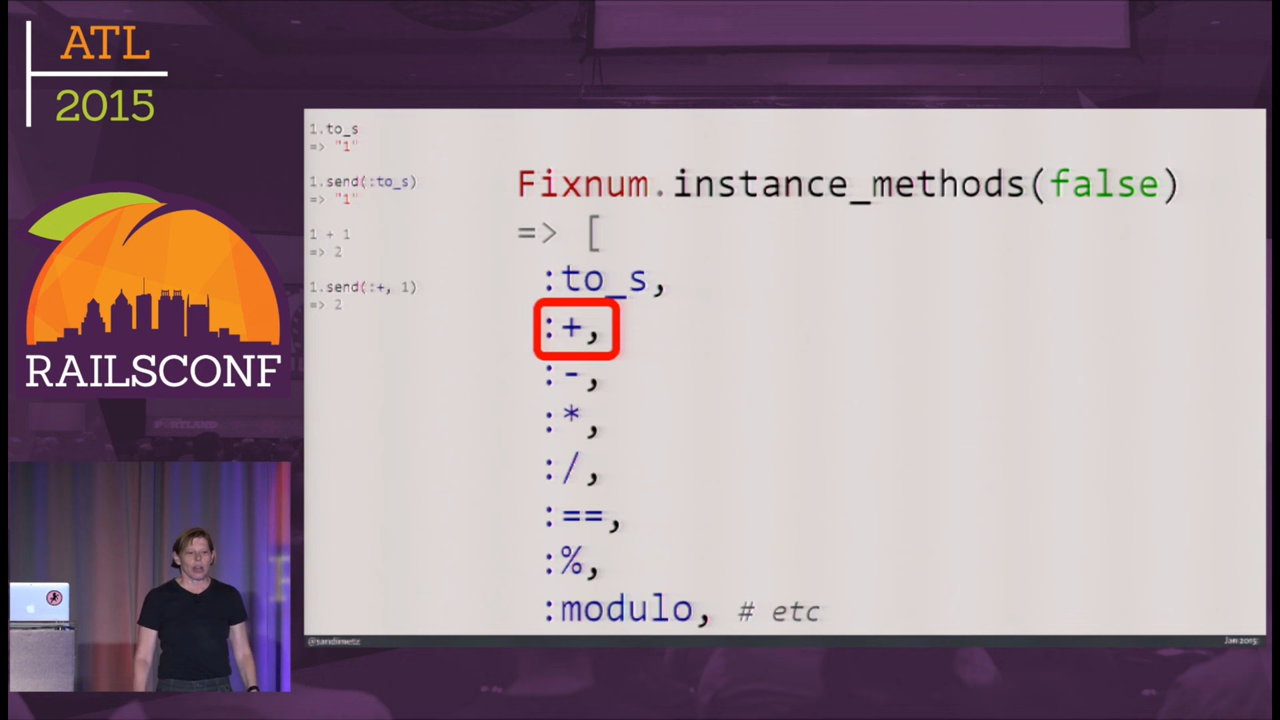 ATL
2015
RAILSCONF
1.to_s
=> "1"
1.send(:to_s)
=> "1"
1 + 1
=> 2
1.send(:+, 1)
=> 2
Fixnum.instance_methods(false)
=> [
:to_s,
:+,
:-,
:*,
:/,
:==,
:%,
:modulo, # etc
@sandimetz
Jan 2015
PORTLAND